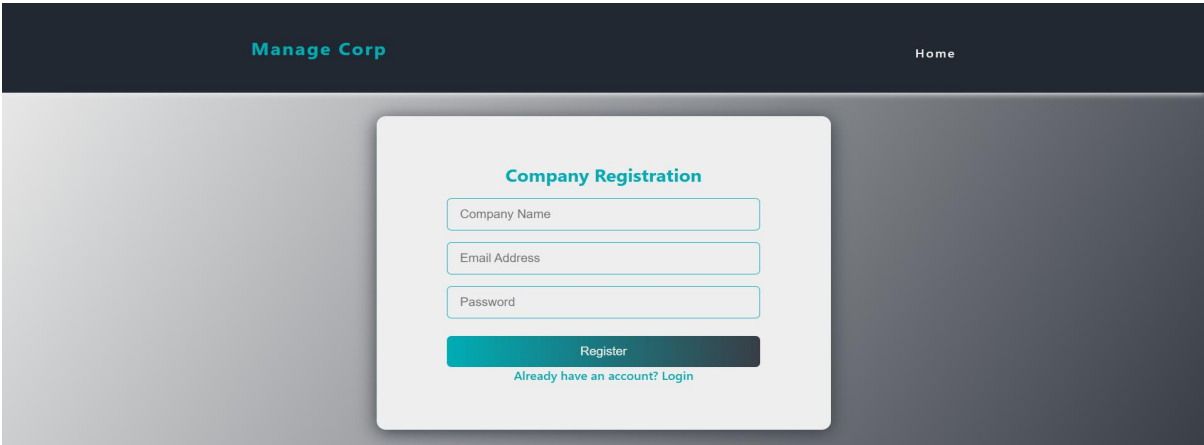 Manage Corp
Home
Company Registration
Company Name
Email Address
Password
Register
Already have an account? Login